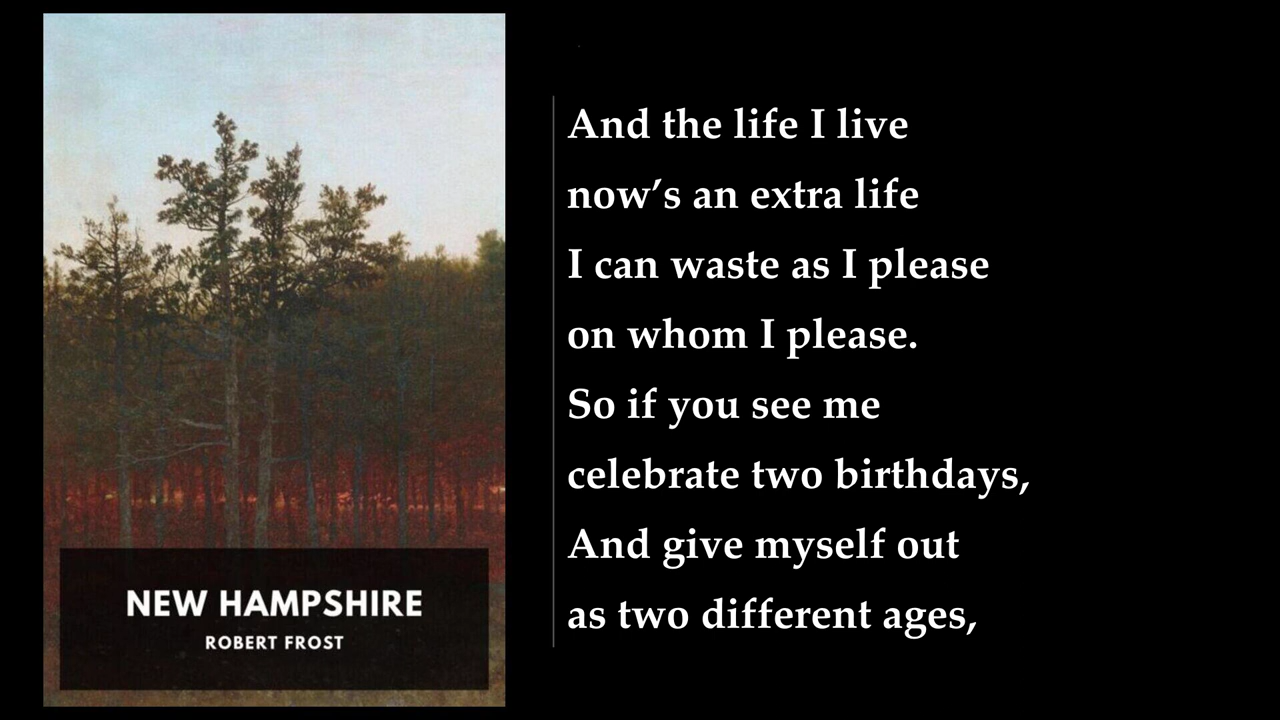 NEW HAMPSHIRE
ROBERT FROST
And the life I live
now’s an extra life
I can waste as I please
on whom I please.
So if you see me
celebrate two birthdays,
And give myself out
as two different ages,